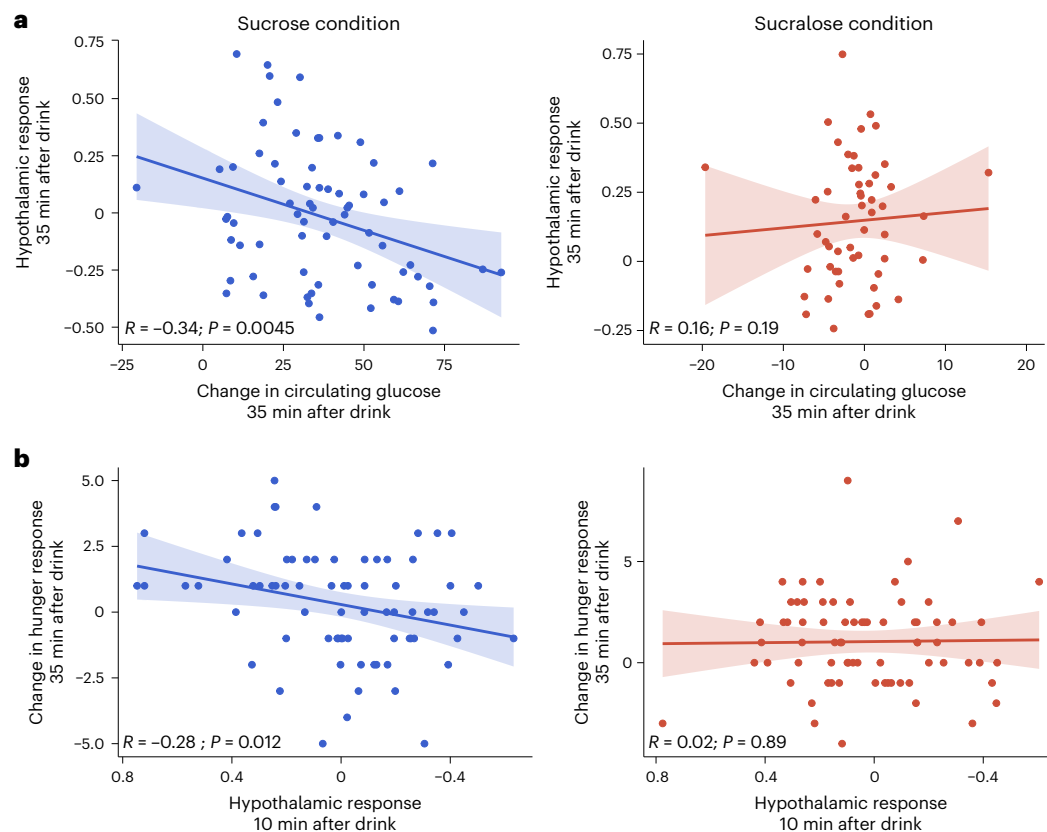 a
Sucrose condition
Sucralose condition
Hypothalamic response
35 min after drink
0.75
0.50
0.25
0
−0.25
−0.50
R = −0.34; P = 0.0045
−25
0
25
50
75
Change in circulating glucose
35 min after drink
Hypothalamic response
35 min after drink
0.75
0.50
0.25
0
−0.25
R = 0.16; P = 0.19
−20
−10
0
10
20
Change in circulating glucose
35 min after drink
b
Change in hunger response
35 min after drink
5.0
2.5
0
−2.5
−5.0
R = −0.28 ; P = 0.012
0.8
0.4
0
−0.4
Hypothalamic response
10 min after drink
Change in hunger response
35 min after drink
5
0
R = 0.02; P = 0.89
0.8
0.4
0
−0.4
Hypothalamic response
10 min after drink